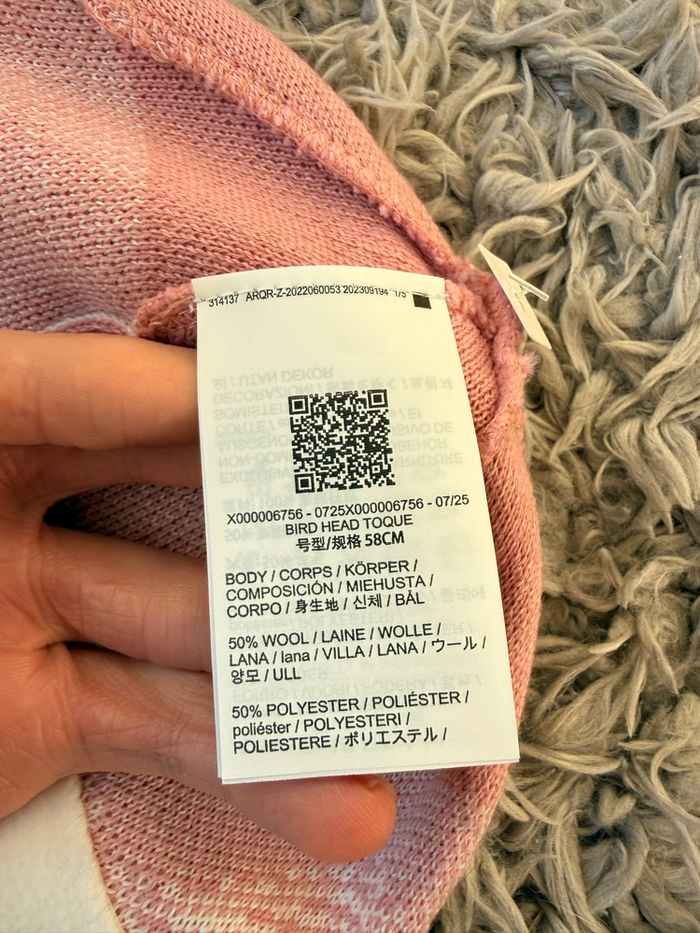 314137 ARQR-Z-2022060053 202309194 1/5
X000006756 - 0725X000006756 - 07/25
BIRD HEAD TOQUE
号型/规格 58CM
BODY / CORPS / KÖRPER /
COMPOSICIÓN / MIEHUSTA /
CORPO / 身生地 / 신체 / BÅL
50% WOOL / LAINE / WOLLE /
LANA / lana / VILLA / LANA / ウール /
양모 / ULL
50% POLYESTER / POLIÉSTER /
poliéster / POLYESTERI /
POLIESTERE / ポリエステル /